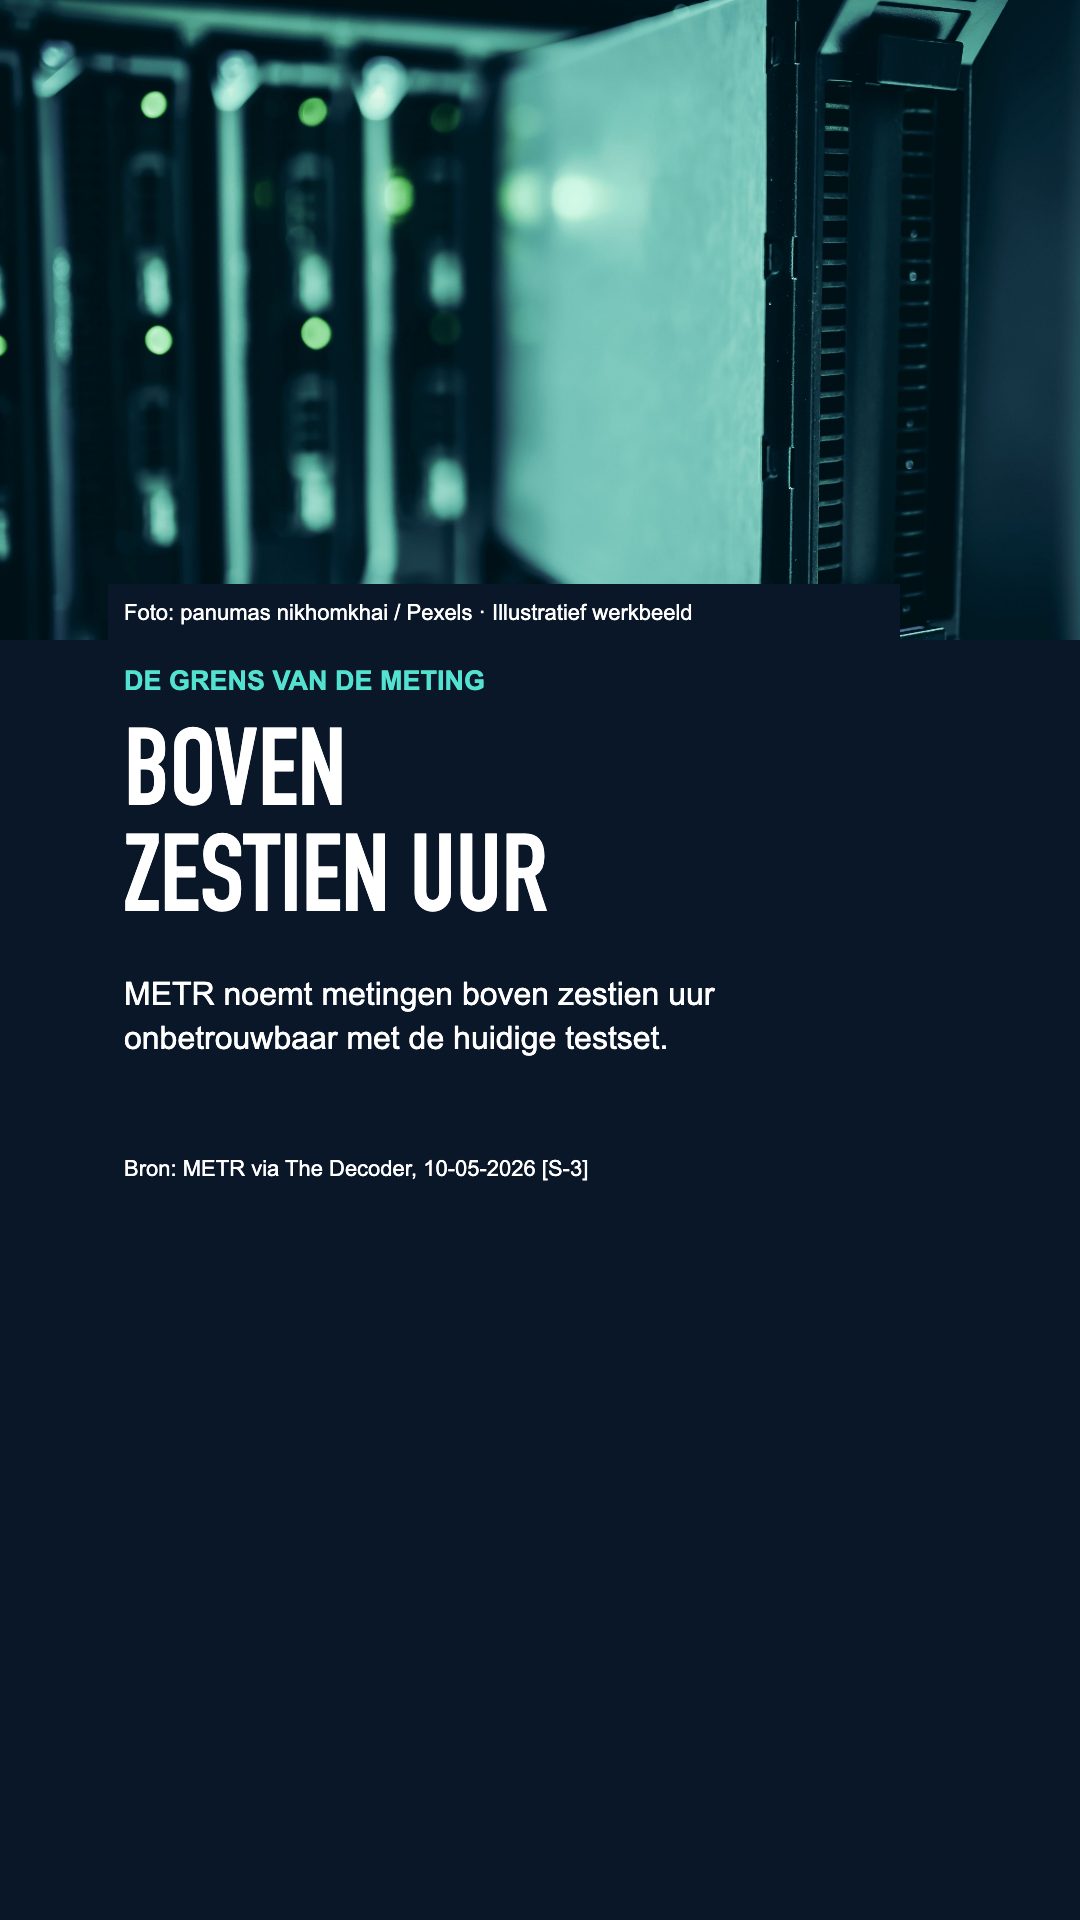 Foto: panumas nikhomkhai / Pexels · Illustratief werkbeeld
DE GRENS VAN DE METING
BOVEN
ZESTIEN UUR
METR noemt metingen boven zestien uur
onbetrouwbaar met de huidige testset.
Bron: METR via The Decoder, 10-05-2026 [S-3]